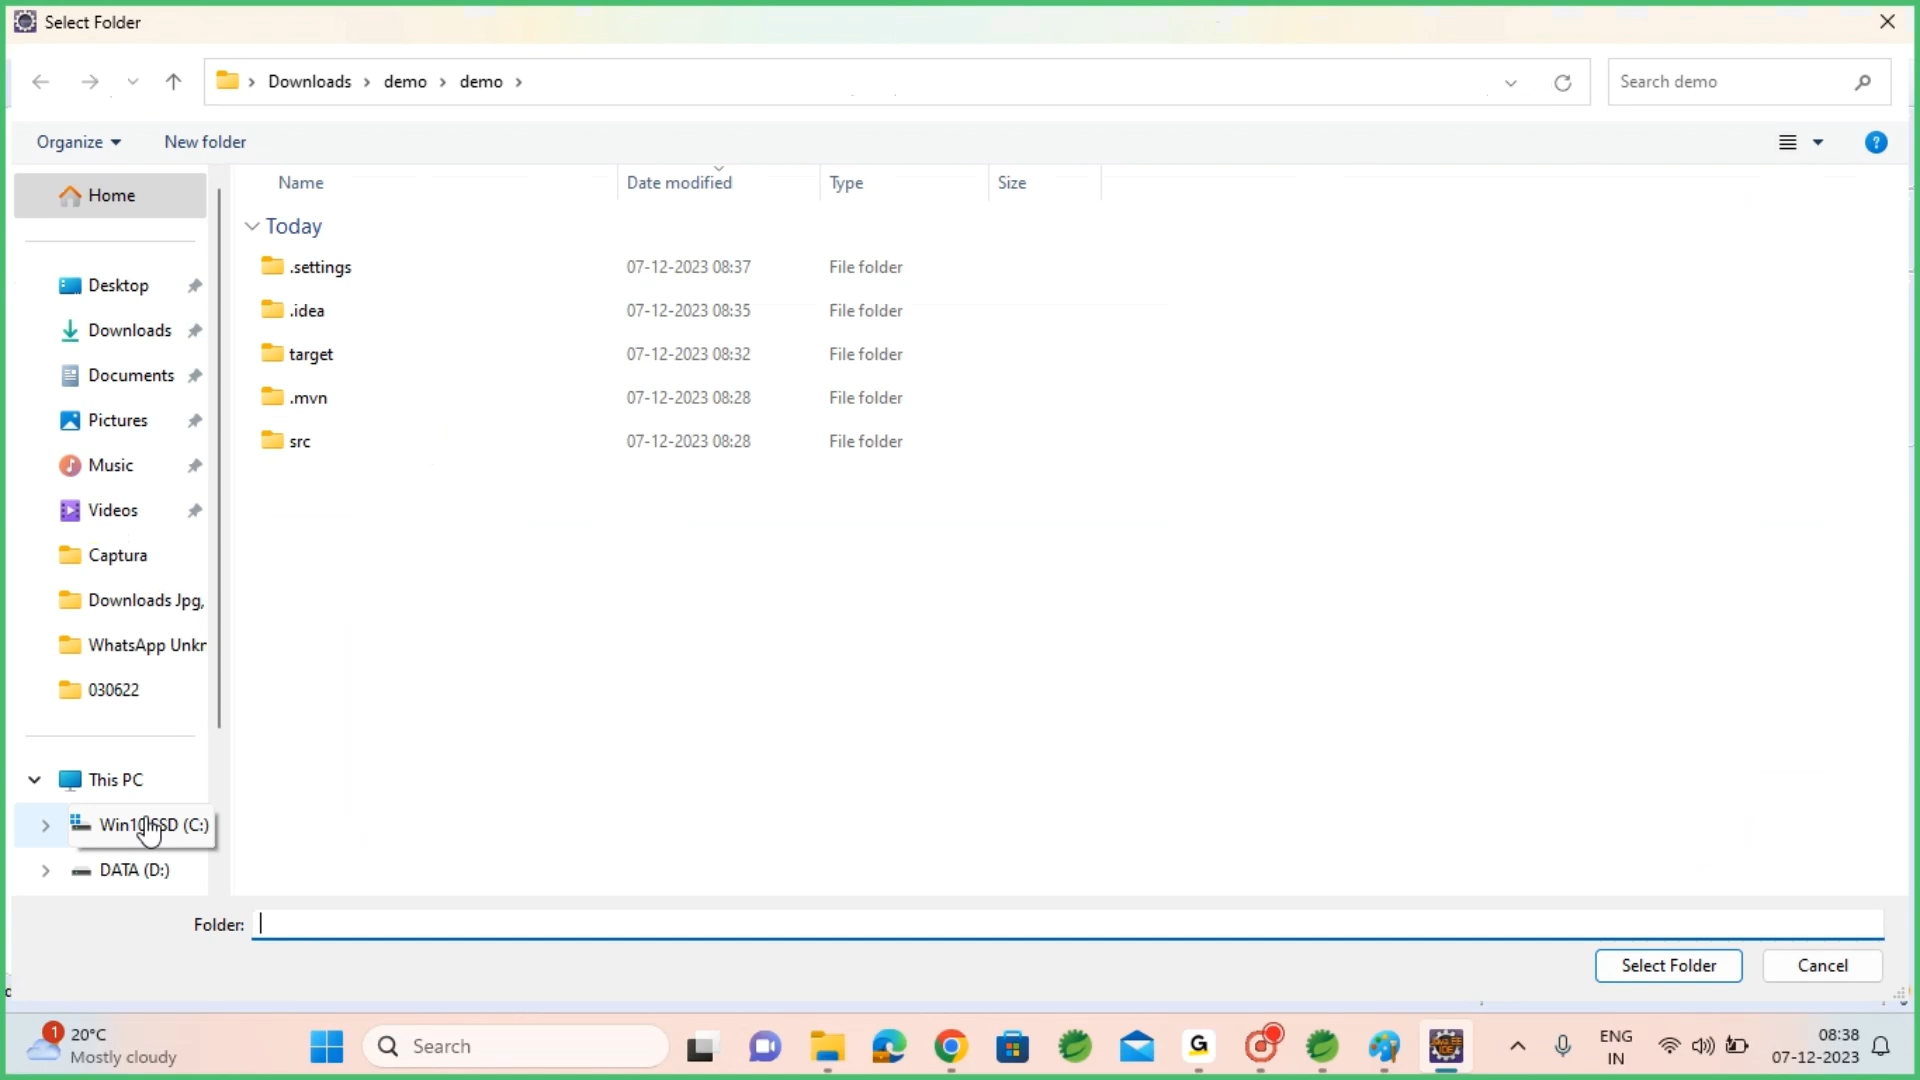 Select Folder
Downloads demo demo
Search demo
Organize New folder
?
Name Date modified Type Size
Home
Today
.settings 07-12-2023 08:37 File folder
Desktop
.idea 07-12-2023 08:35 File folder
Downloads
target 07-12-2023 08:32 File folder
Documents
.mvn 07-12-2023 08:28 File folder
Pictures
src 07-12-2023 08:28 File folder
Music
Videos
Captura
Downloads Jpg,
WhatsApp Unkr
030622
This PC
Win10SSD (C:)
DATA (D:)
Folder:
Select Folder Cancel
1
20°C
Mostly cloudy
Search
G
ENG
IN
08:38
07-12-2023